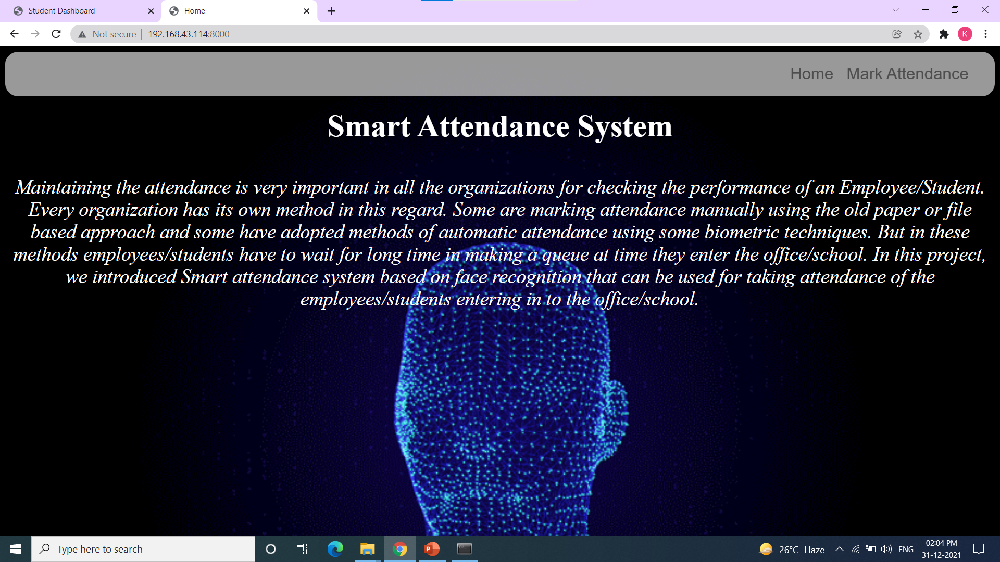 Student Dashboard
Home
Not secure
192.168.43.114:8000
K
Home Mark Attendance
Smart Attendance System
Maintaining the attendance is very important in all the organizations for checking the performance of an Employee/Student.
Every organization has its own method in this regard. Some are marking attendance manually using the old paper or file
based approach and some have adopted methods of automatic attendance using some biometric techniques. But in these
methods employees/students have to wait for long time in making a queue at time they enter the office/school. In this project,
we introduced Smart attendance system based on face recognition that can be used for taking attendance of the
employees/students entering in to the office/school.
Type here to search
P
26°C Haze
ENG
02:04 PM
31-12-2021